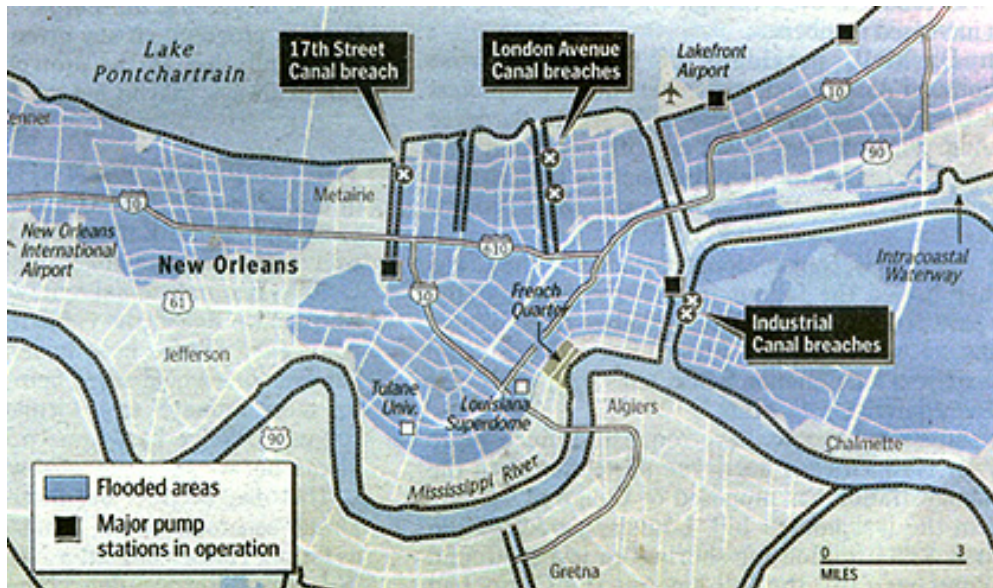 Lake
Pontchartrain
17th Street
Canal breach
London Avenue
Canal breaches
Lakefront
Airport
10
90
Kenner
Metairie
10
New Orleans
International
Airport
New Orleans
610
10
French
Quarter
Intracoastal
Waterway
61
Jefferson
Industrial
Canal breaches
Tulane
Univ.
Louisiana
Superdome
Algiers
90
Chalmette
Mississippi River
Flooded areas
Major pump
stations in operation
Gretna
0 3
MILES